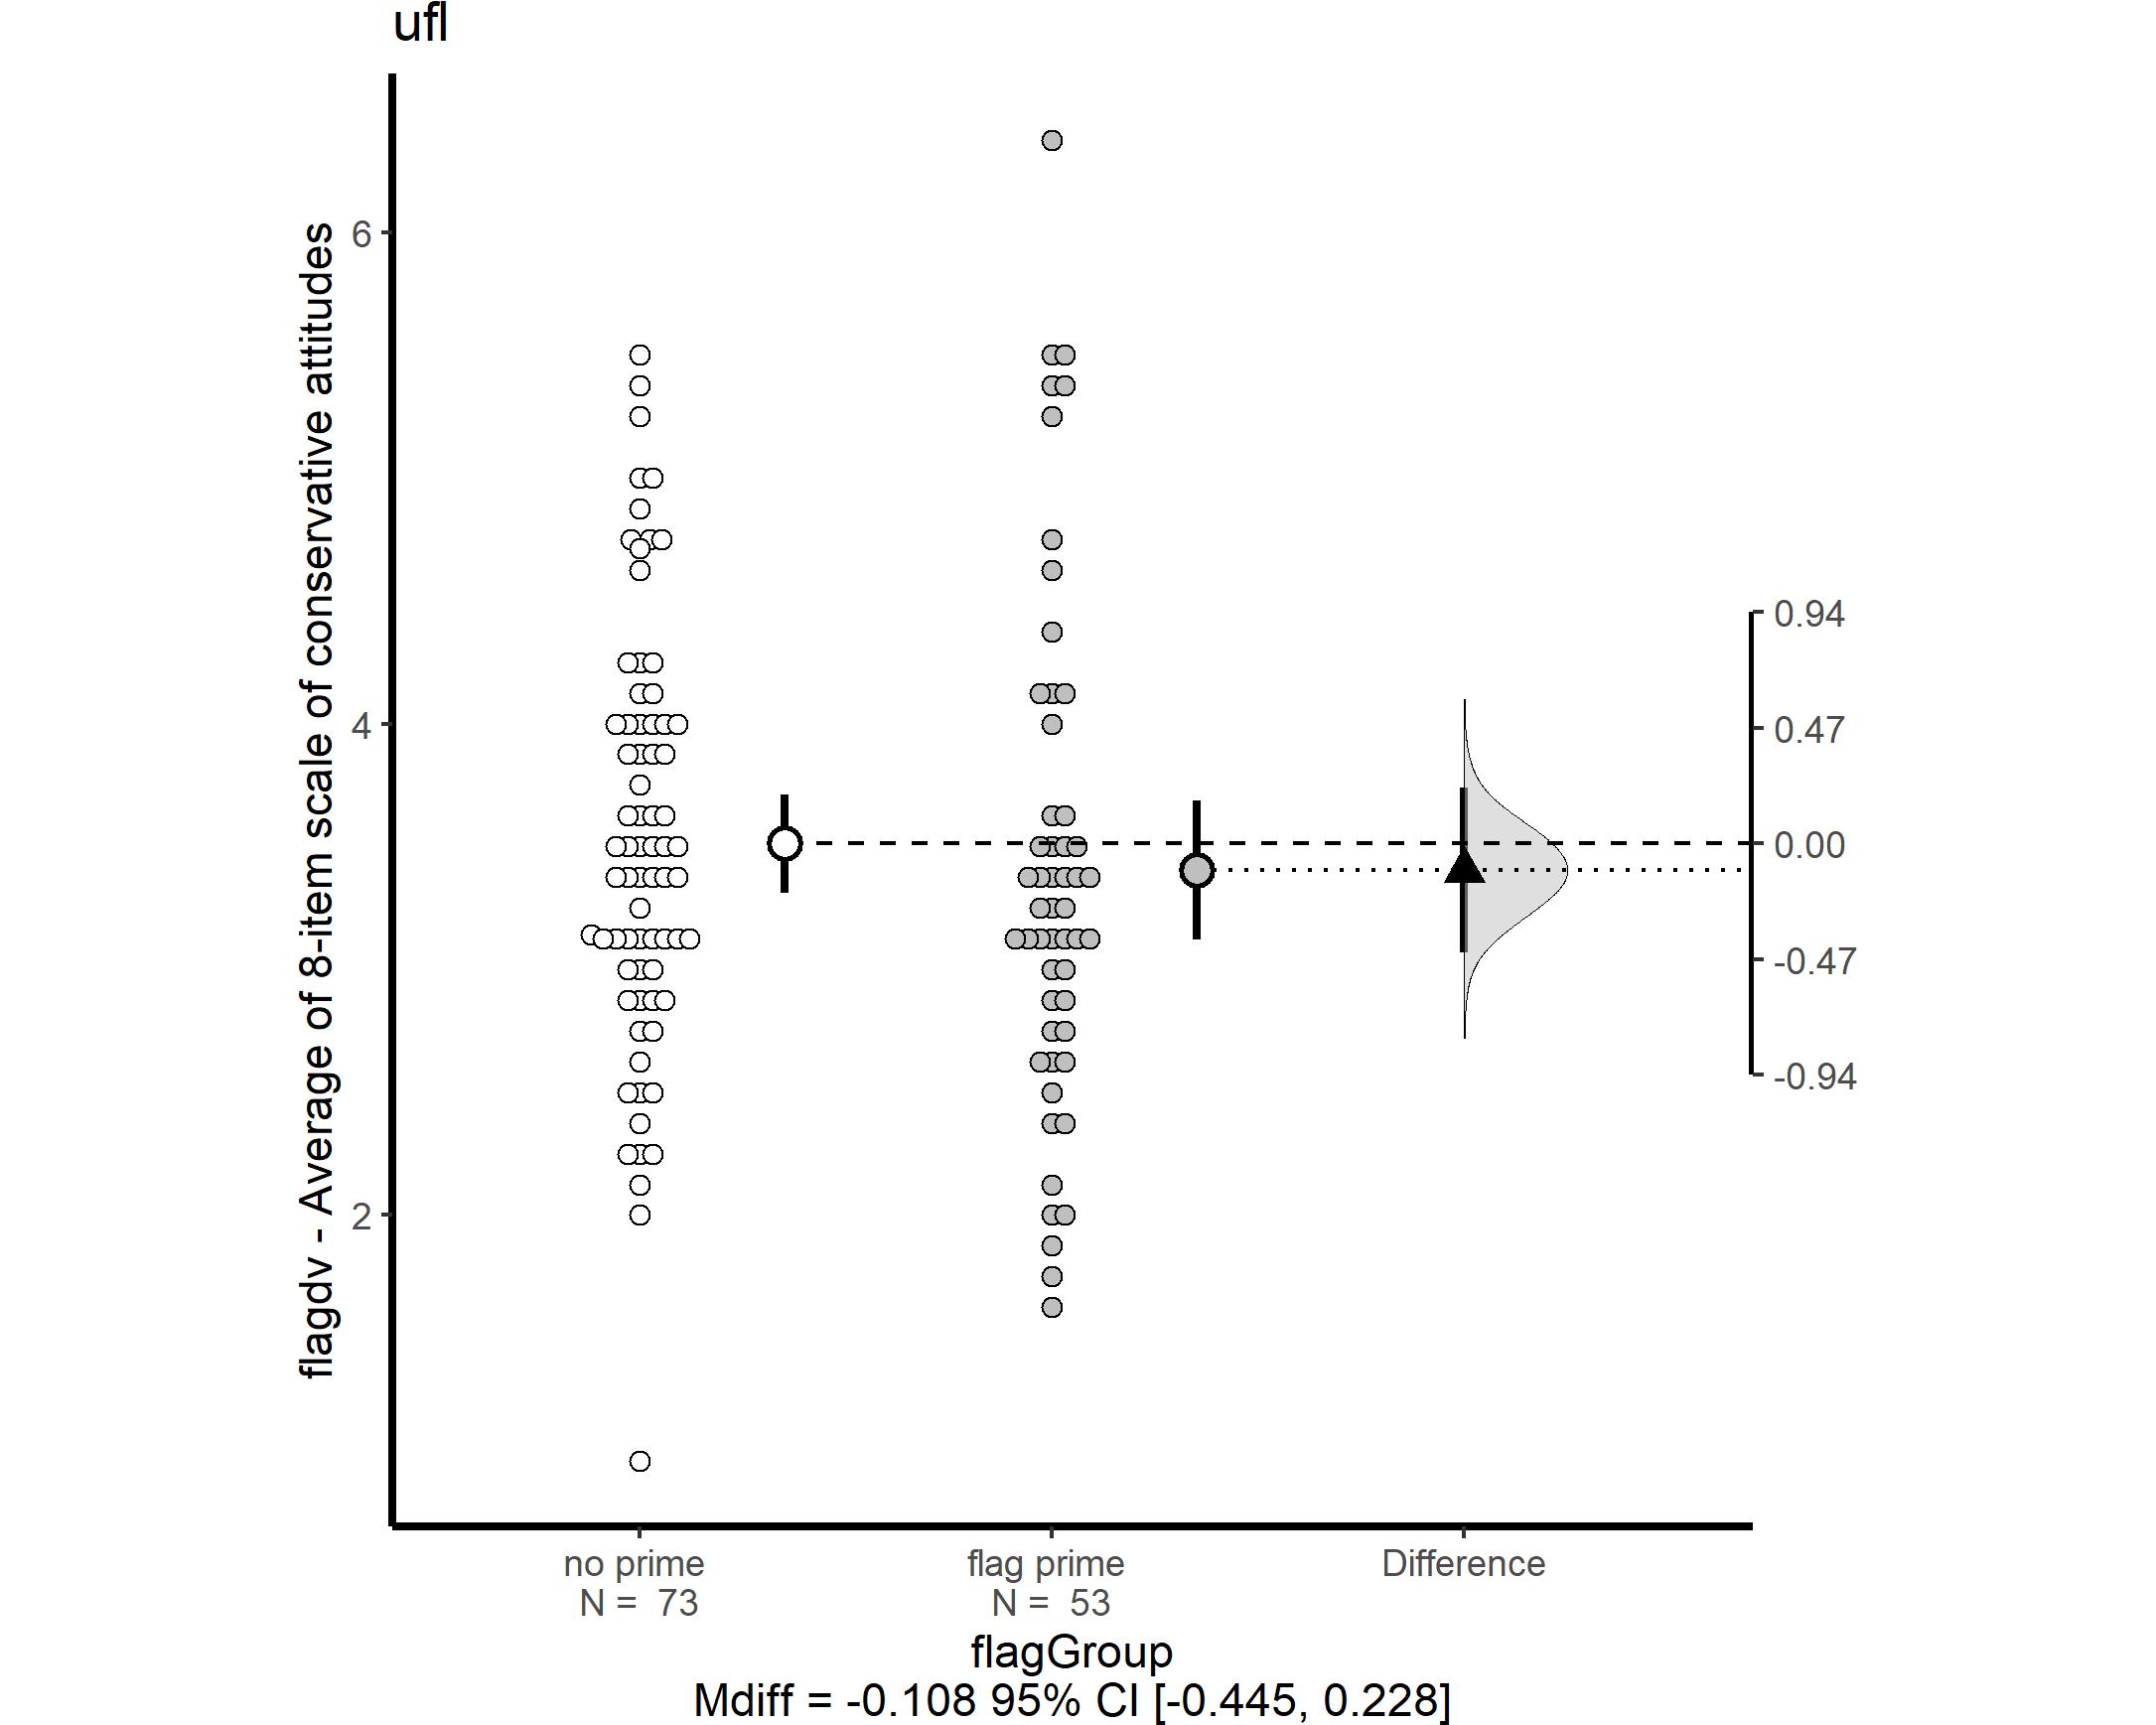 ufl
flagdv - Average of 8-item scale of conservative attitudes
6
4
2
0.94
0.47
0.00
-0.47
-0.94
no prime
N =  73
flag prime
N =  53
Difference
flagGroup
Mdiff = -0.108 95% CI [-0.445, 0.228]